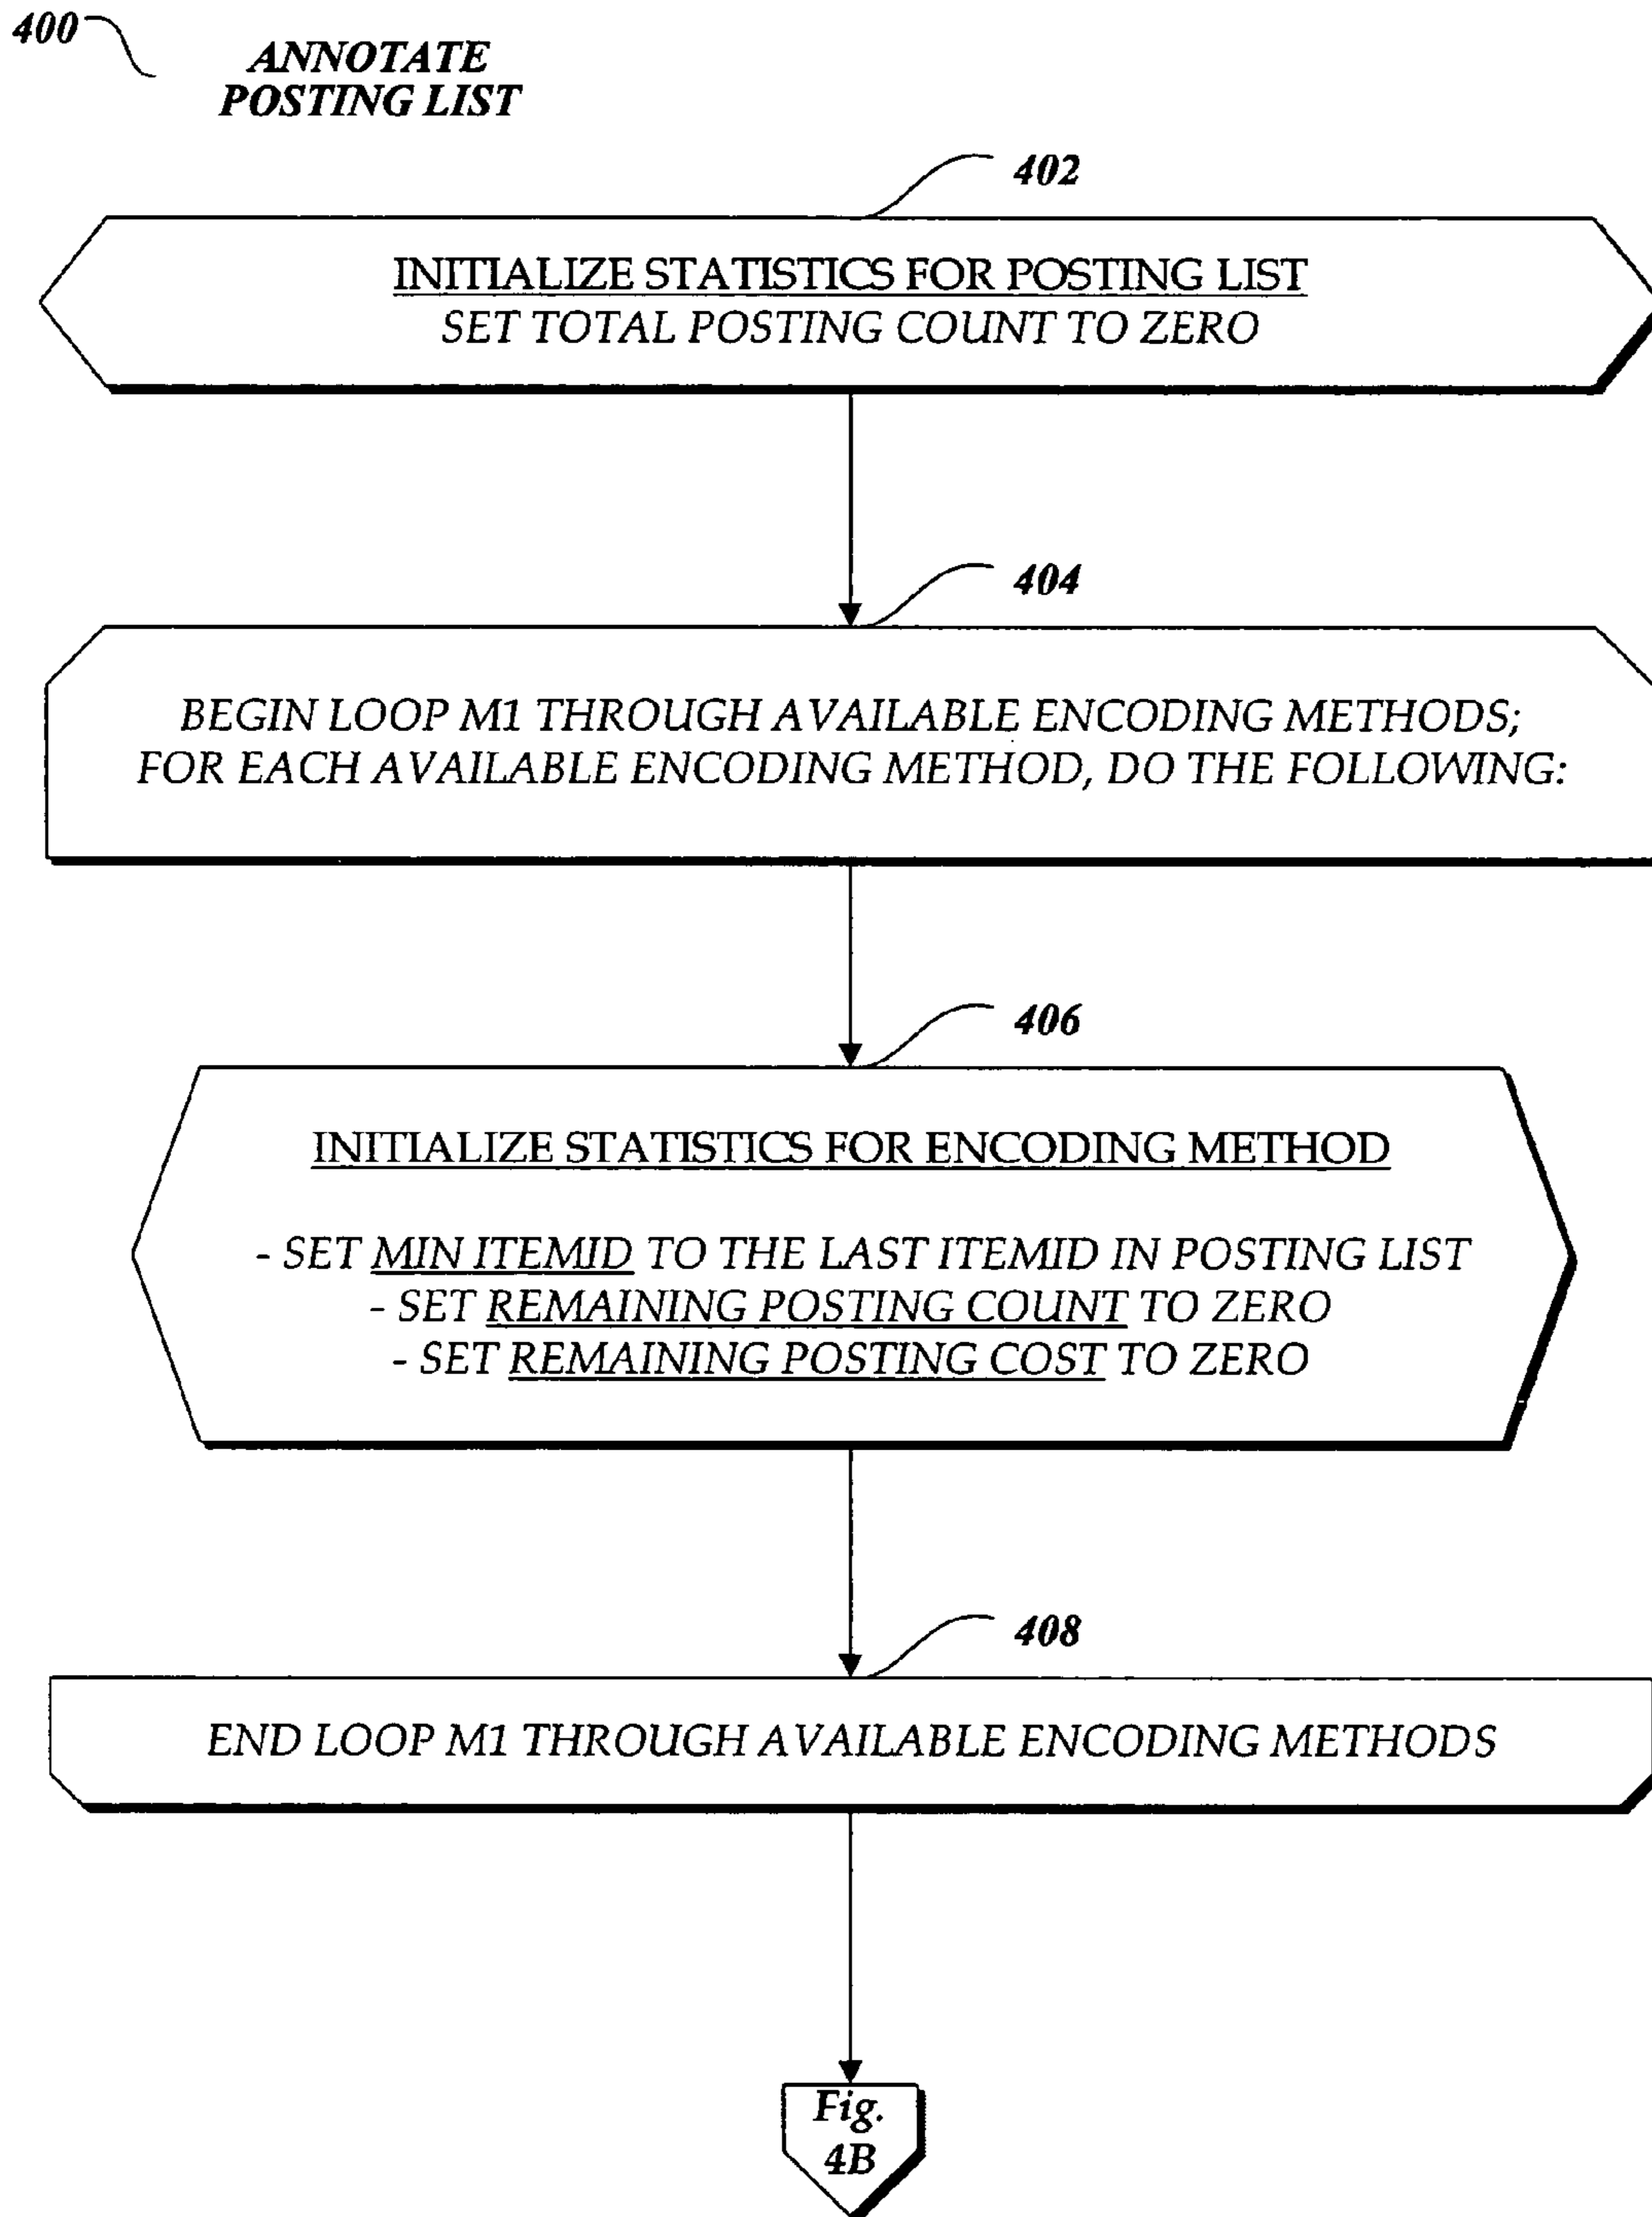 400
ANNOTATE
POSTING LIST
402
INITIALIZE STATISTICS FOR POSTING LIST
SET TOTAL POSTING COUNT TO ZERO
404
BEGIN LOOP M1 THROUGH AVAILABLE ENCODING METHODS;
FOR EACH AVAILABLE ENCODING METHOD, DO THE FOLLOWING:
406
INITIALIZE STATISTICS FOR ENCODING METHOD
- SET MIN ITEMID TO THE LAST ITEMID IN POSTING LIST
- SET REMAINING POSTING COUNT TO ZERO
- SET REMAINING POSTING COST TO ZERO
408
END LOOP M1 THROUGH AVAILABLE ENCODING METHODS
Fig.
4B